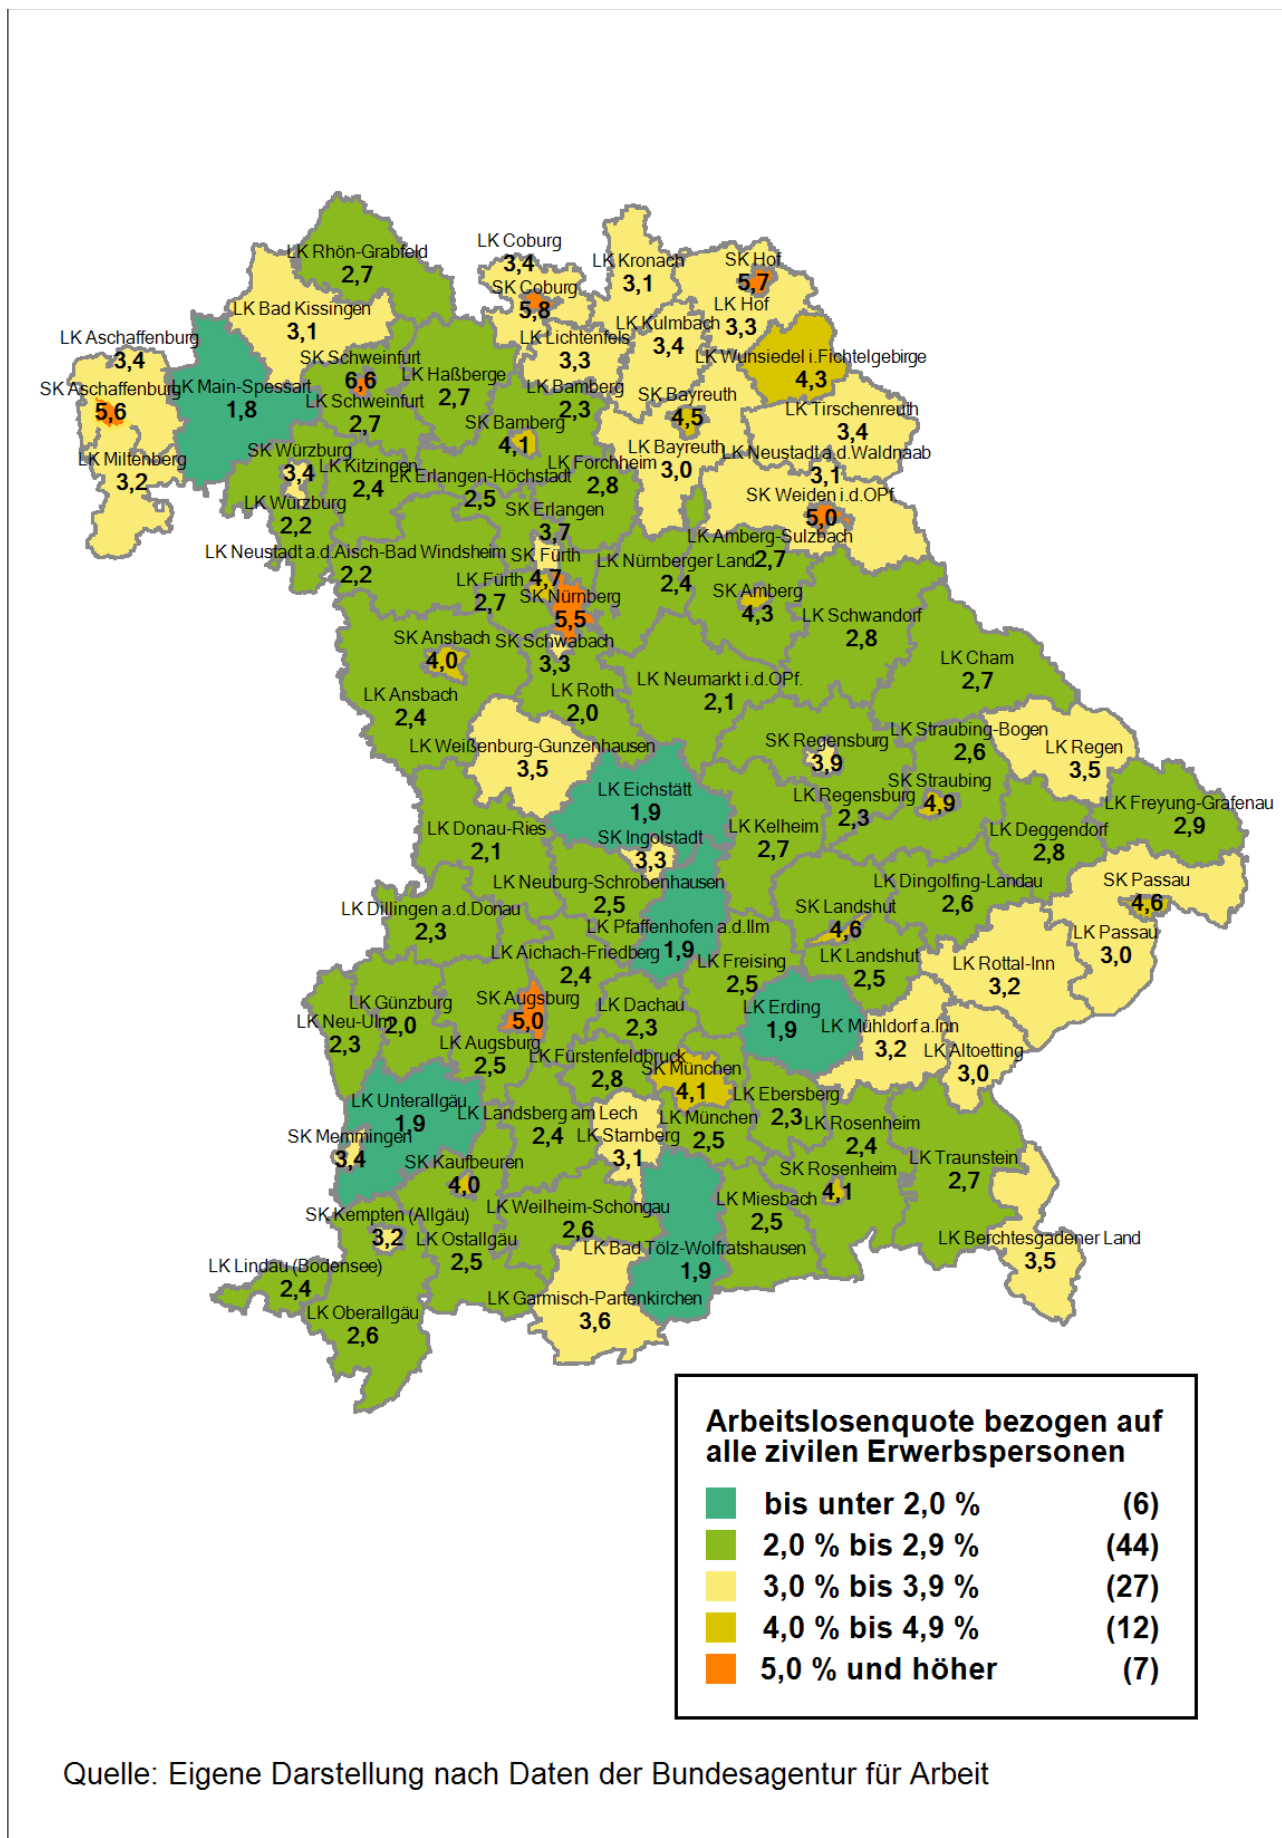 LK Rhön-Grabfeld
2,7
LK Coburg
3,4
SK Coburg
5,8
LK Kronach
3,1
SK Hof
5,7
LK Hof
3,3
LK Bad Kissingen
3,1
LK Aschaffenburg
3,4
SK Aschaffenburg
5,6
LK Main-Spessart
1,8
SK Schweinfurt
6,6
LK Schweinfurt
2,7
LK Haßberge
2,7
LK Lichtenfels
3,3
LK Kulmbach
3,4
LK Wunsiedel i.Fichtelgebirge
4,3
LK Bamberg
2,3
SK Bamberg
4,1
SK Bayreuth
4,5
LK Bayreuth
3,0
LK Tirschenreuth
3,4
LK Neustadt a.d.Waldnaab
3,1
SK Weiden i.d.OPf.
5,0
LK Miltenberg
3,2
SK Würzburg
3,4
LK Würzburg
2,2
LK Kitzingen
2,4
LK Erlangen-Höchstadt
2,5
LK Forchheim
2,8
SK Erlangen
3,7
LK Neustadt a.d.Aisch-Bad Windsheim
2,2
SK Fürth
4,7
LK Fürth
2,7
SK Nürnberg
5,5
LK Nürnberger Land
2,4
LK Amberg-Sulzbach
2,7
SK Amberg
4,3
LK Schwandorf
2,8
SK Ansbach
4,0
LK Ansbach
2,4
SK Schwabach
3,3
LK Roth
2,0
LK Neumarkt i.d.OPf.
2,1
LK Cham
2,7
LK Weißenburg-Gunzenhausen
3,5
SK Regensburg
3,9
LK Regensburg
2,3
LK Straubing-Bogen
2,6
SK Straubing
4,9
LK Regen
3,5
LK Freyung-Grafenau
2,9
LK Eichstätt
1,9
SK Ingolstadt
3,3
LK Donau-Ries
2,1
LK Kelheim
2,7
LK Deggendorf
2,8
LK Neuburg-Schrobenhausen
2,5
LK Dingolfing-Landau
2,6
SK Passau
4,6
LK Passau
3,0
LK Dillingen a.d.Donau
2,3
LK Pfaffenhofen a.d.Ilm
1,9
SK Landshut
4,6
LK Landshut
2,5
LK Aichach-Friedberg
2,4
LK Freising
2,5
LK Rottal-Inn
3,2
LK Günzburg
2,0
LK Neu-Ulm
2,3
SK Augsburg
5,0
LK Augsburg
2,5
LK Dachau
2,3
LK Erding
1,9
LK Mühldorf a.Inn
3,2
LK Altoetting
3,0
LK Fürstenfeldbruck
2,8
SK München
4,1
LK München
2,5
LK Ebersberg
2,3
LK Rosenheim
2,4
SK Rosenheim
4,1
LK Unterallgäu
1,9
SK Memmingen
3,4
LK Landsberg am Lech
2,4
LK Starnberg
3,1
SK Kaufbeuren
4,0
LK Traunstein
2,7
LK Weilheim-Schongau
2,6
LK Miesbach
2,5
SK Kempten (Allgäu)
3,2
LK Ostallgäu
2,5
LK Bad Tölz-Wolfratshausen
1,9
LK Berchtesgadener Land
3,5
LK Lindau (Bodensee)
2,4
LK Oberallgäu
2,6
LK Garmisch-Partenkirchen
3,6
Arbeitslosenquote bezogen auf
alle zivilen Erwerbspersonen
bis unter 2,0 % (6)
2,0 % bis 2,9 % (44)
3,0 % bis 3,9 % (27)
4,0 % bis 4,9 % (12)
5,0 % und höher (7)
Quelle: Eigene Darstellung nach Daten der Bundesagentur für Arbeit